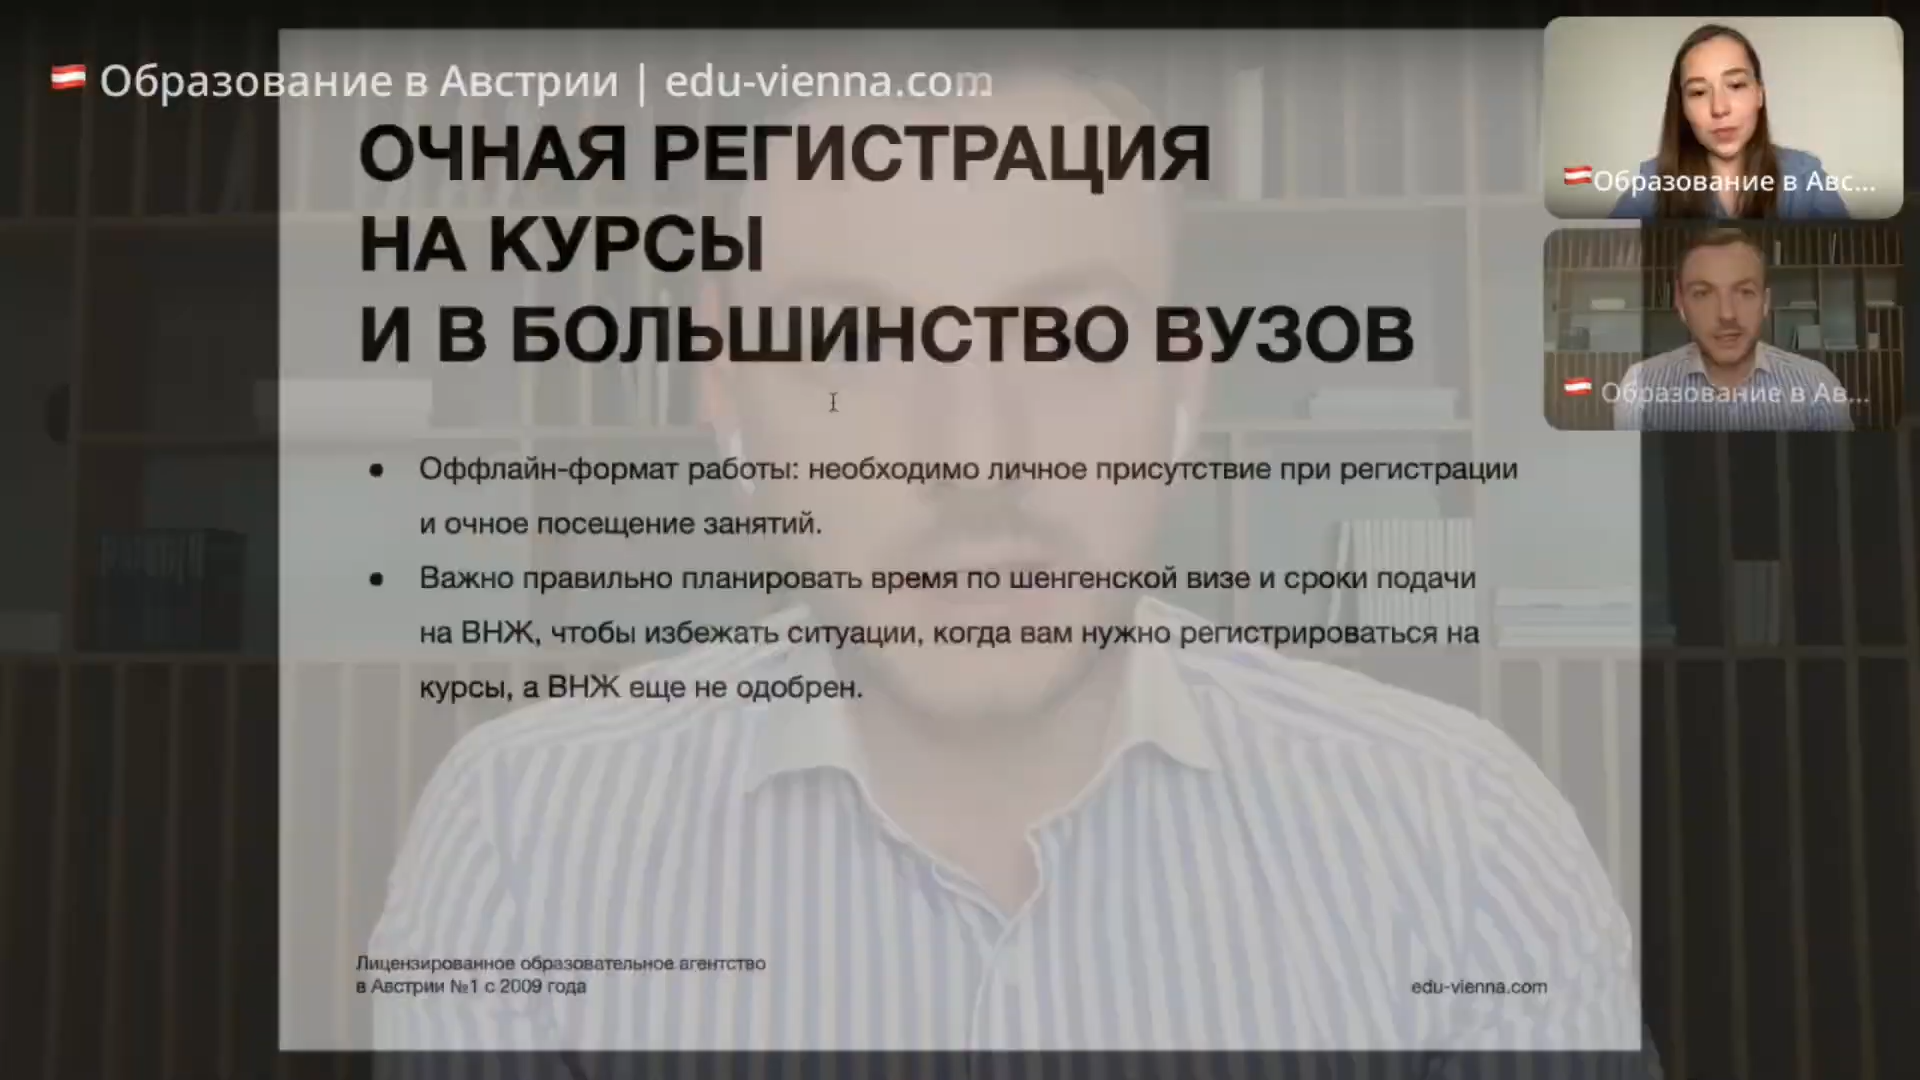 Образование в Австрии | edu-vienna.com
ОЧНАЯ РЕГИСТРАЦИЯ
НА КУРСЫ
И В БОЛЬШИНСТВО ВУЗОВ
● Оффлайн-формат работы: необходимо личное присутствие при регистрации
и очное посещение занятий.
● Важно правильно планировать время по шенгенской визе и сроки подачи
на ВНЖ, чтобы избежать ситуации, когда вам нужно регистрироваться на
курсы, а ВНЖ еще не одобрен.
Лицензированное образовательное агентство
в Австрии №1 с 2009 года
edu-vienna.com
Образование в Авс...
Образование в Ав...